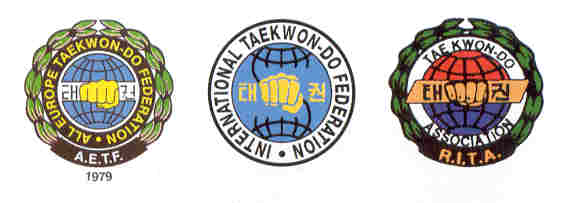 ALL EUROPE TAEKWON-DO FEDERATION •
태 권
A.E.T.F.
1979
INTERNATIONAL TAEKWON-DO FEDERATION •
태 권
TAE KWON-DO
태 권
ASSOCIATION
R.I.T.A.